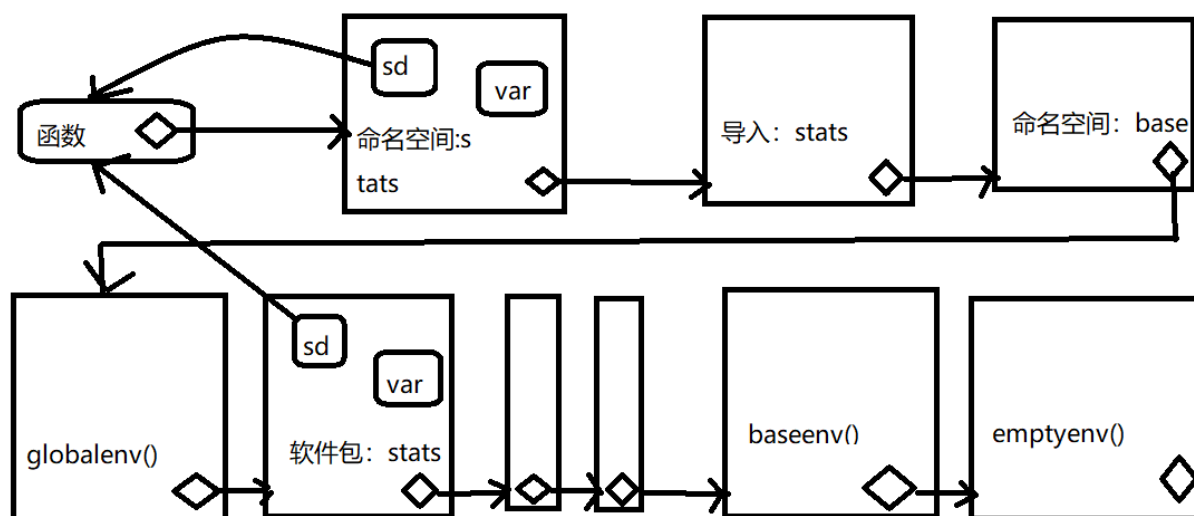 sd
var
函数
命名空间:s
tats
导入：stats
命名空间：base
sd
var
globalenv()
软件包：stats
baseenv()
emptyenv()